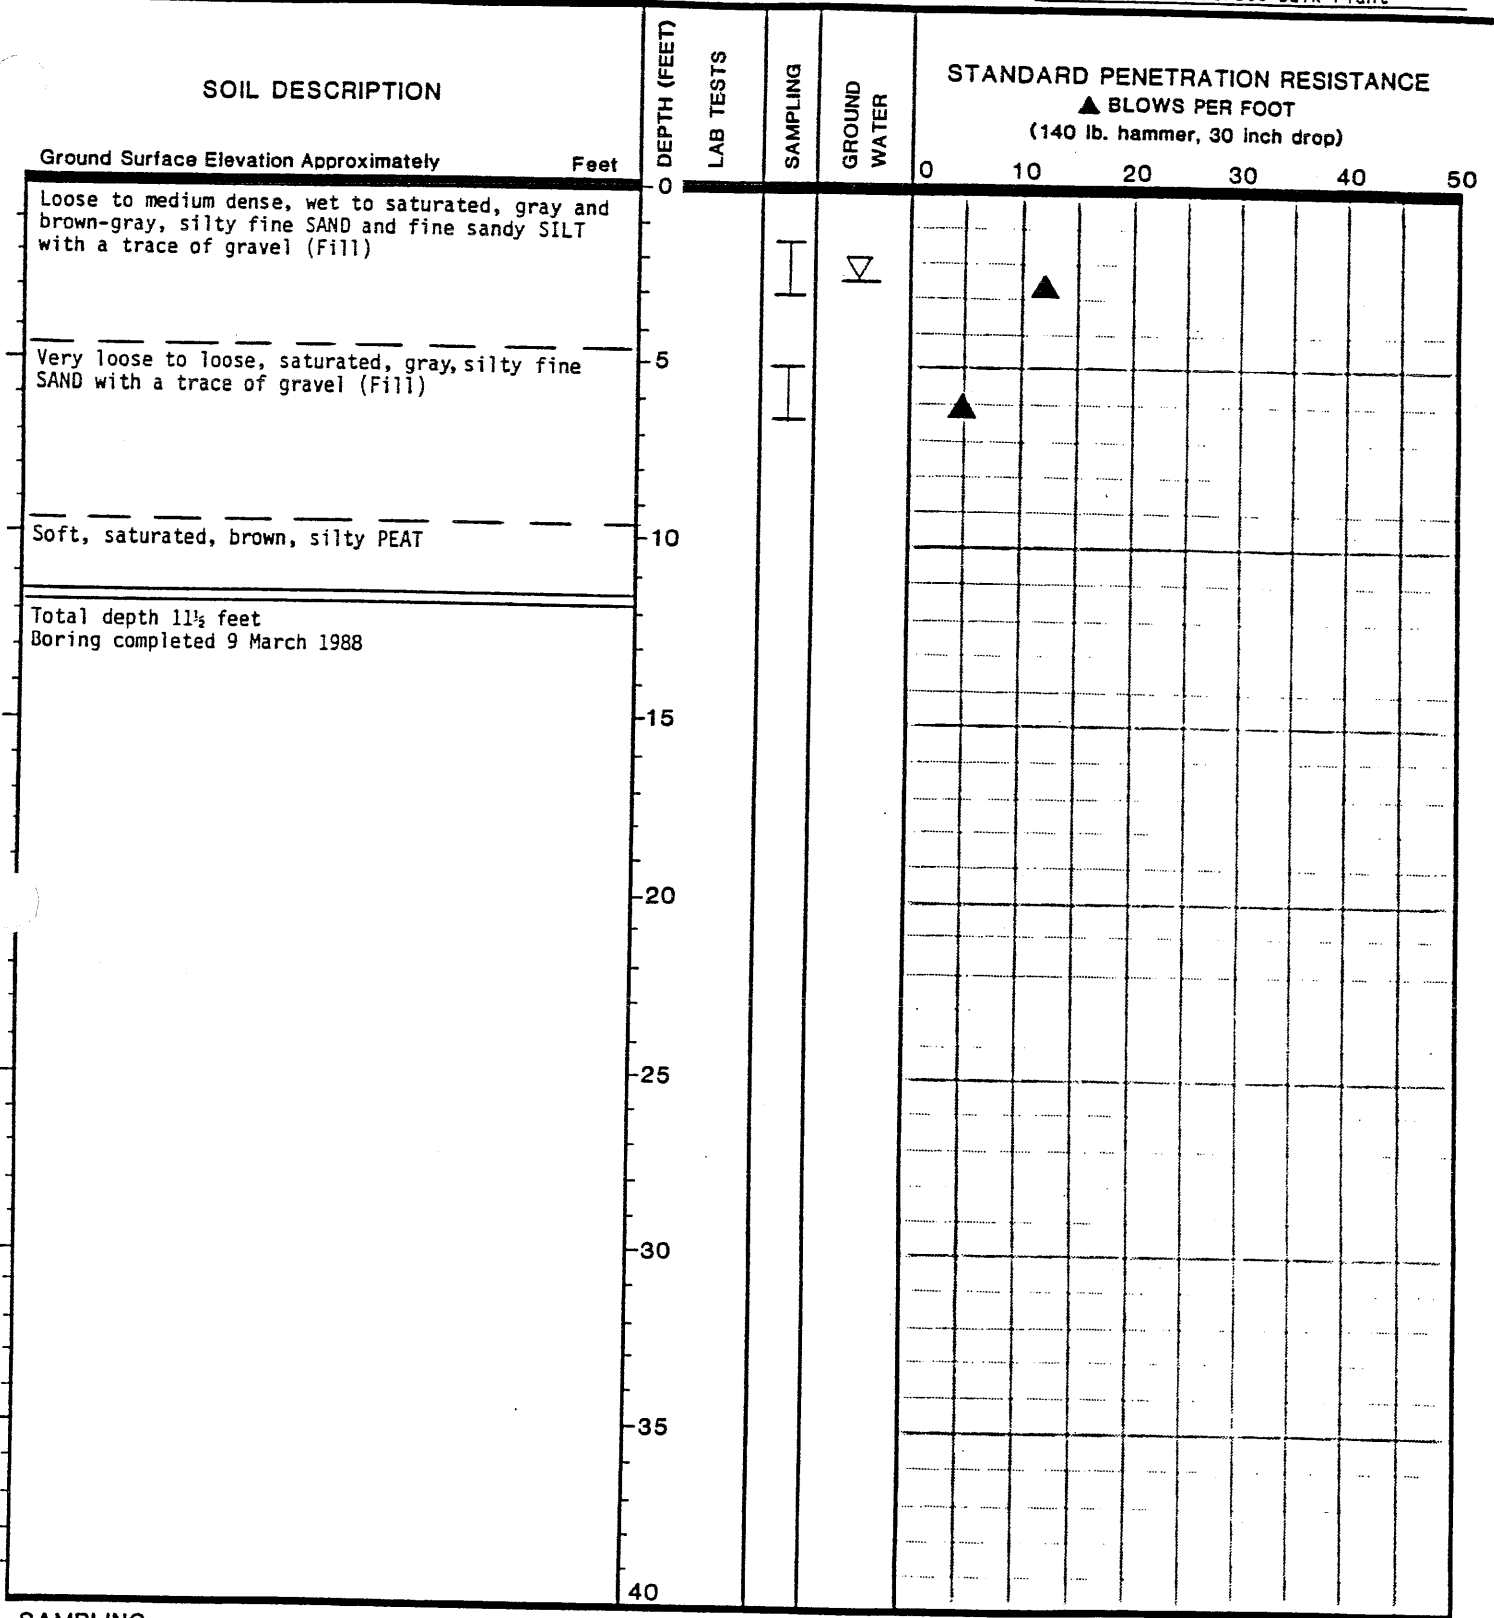 Plant
SOIL DESCRIPTION
Ground Surface Elevation Approximately Feet
DEPTH (FEET)
LAB TESTS
SAMPLING
GROUND
WATER
STANDARD PENETRATION RESISTANCE
▲ BLOWS PER FOOT
(140 lb. hammer, 30 inch drop)
0 10 20 30 40 50
0
Loose to medium dense, wet to saturated, gray and
brown-gray, silty fine SAND and fine sandy SILT
with a trace of gravel (Fill)
5
Very loose to loose, saturated, gray, silty fine
SAND with a trace of gravel (Fill)
10
Soft, saturated, brown, silty PEAT
Total depth 11½ feet
Boring completed 9 March 1988
15
20
25
30
35
40
SAMPLING